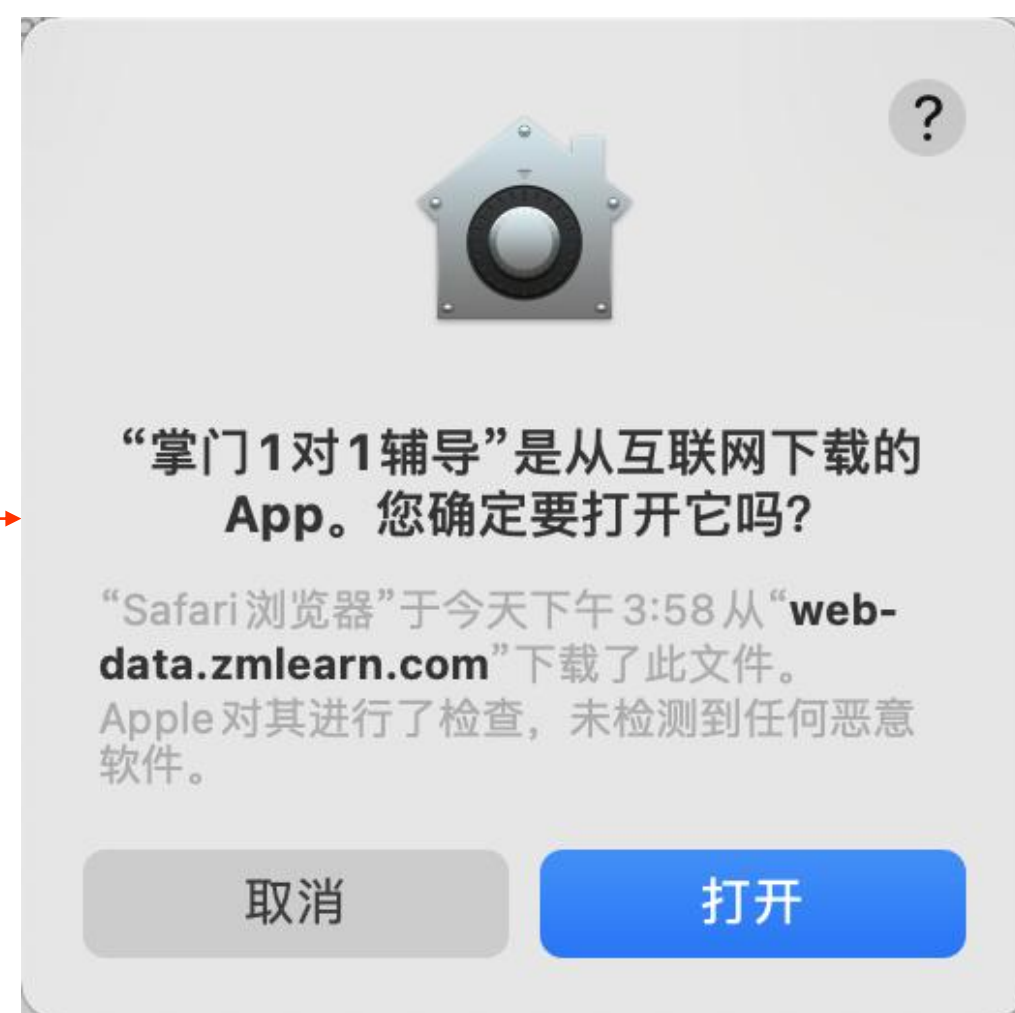 ?
“掌门1对1辅导”是从互联网下载的
App。您确定要打开它吗?
“Safari浏览器”于今天下午3:58从“web-
data.zmlearn.com”下载了此文件。
Apple对其进行了检查，未检测到任何恶意
软件。
取消
打开